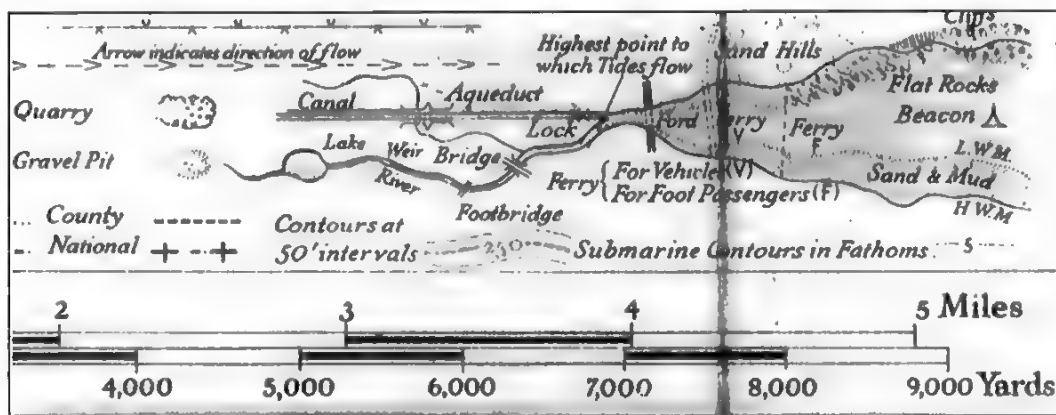 Cliffs
Arrow indicates direction of flow
Highest point to
which Tides flow
Sand Hills
Flat Rocks
Quarry
Canal
Aqueduct
Lock
Ford
Ferry
V
Ferry
F
Beacon
Gravel Pit
Lake
Weir
River
Bridge
Footbridge
Ferry { For Vehicles (V)
For Foot Passengers (F)
L.W.M
Sand & Mud
H.W.M
County
National
Contours at
50' intervals
250
Submarine Contours in Fathoms
5
2 3 4 5 Miles
4,000 5,000 6,000 7,000 8,000 9,000 Yards